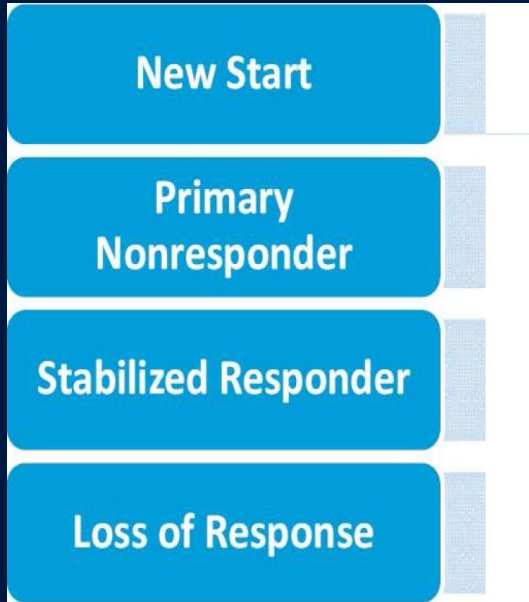 New Start
Primary
Nonresponder
Stabilized Responder
Loss of Response